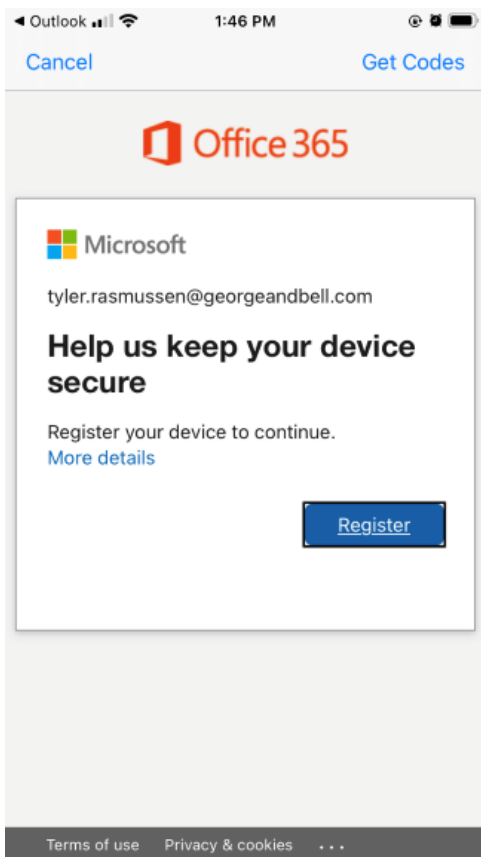 Outlook 1:46 PM
Cancel Get Codes
Office 365
Microsoft
tyler.rasmussen@georgeandbell.com
Help us keep your device
secure
Register your device to continue.
More details
Register
Terms of use Privacy & cookies ...